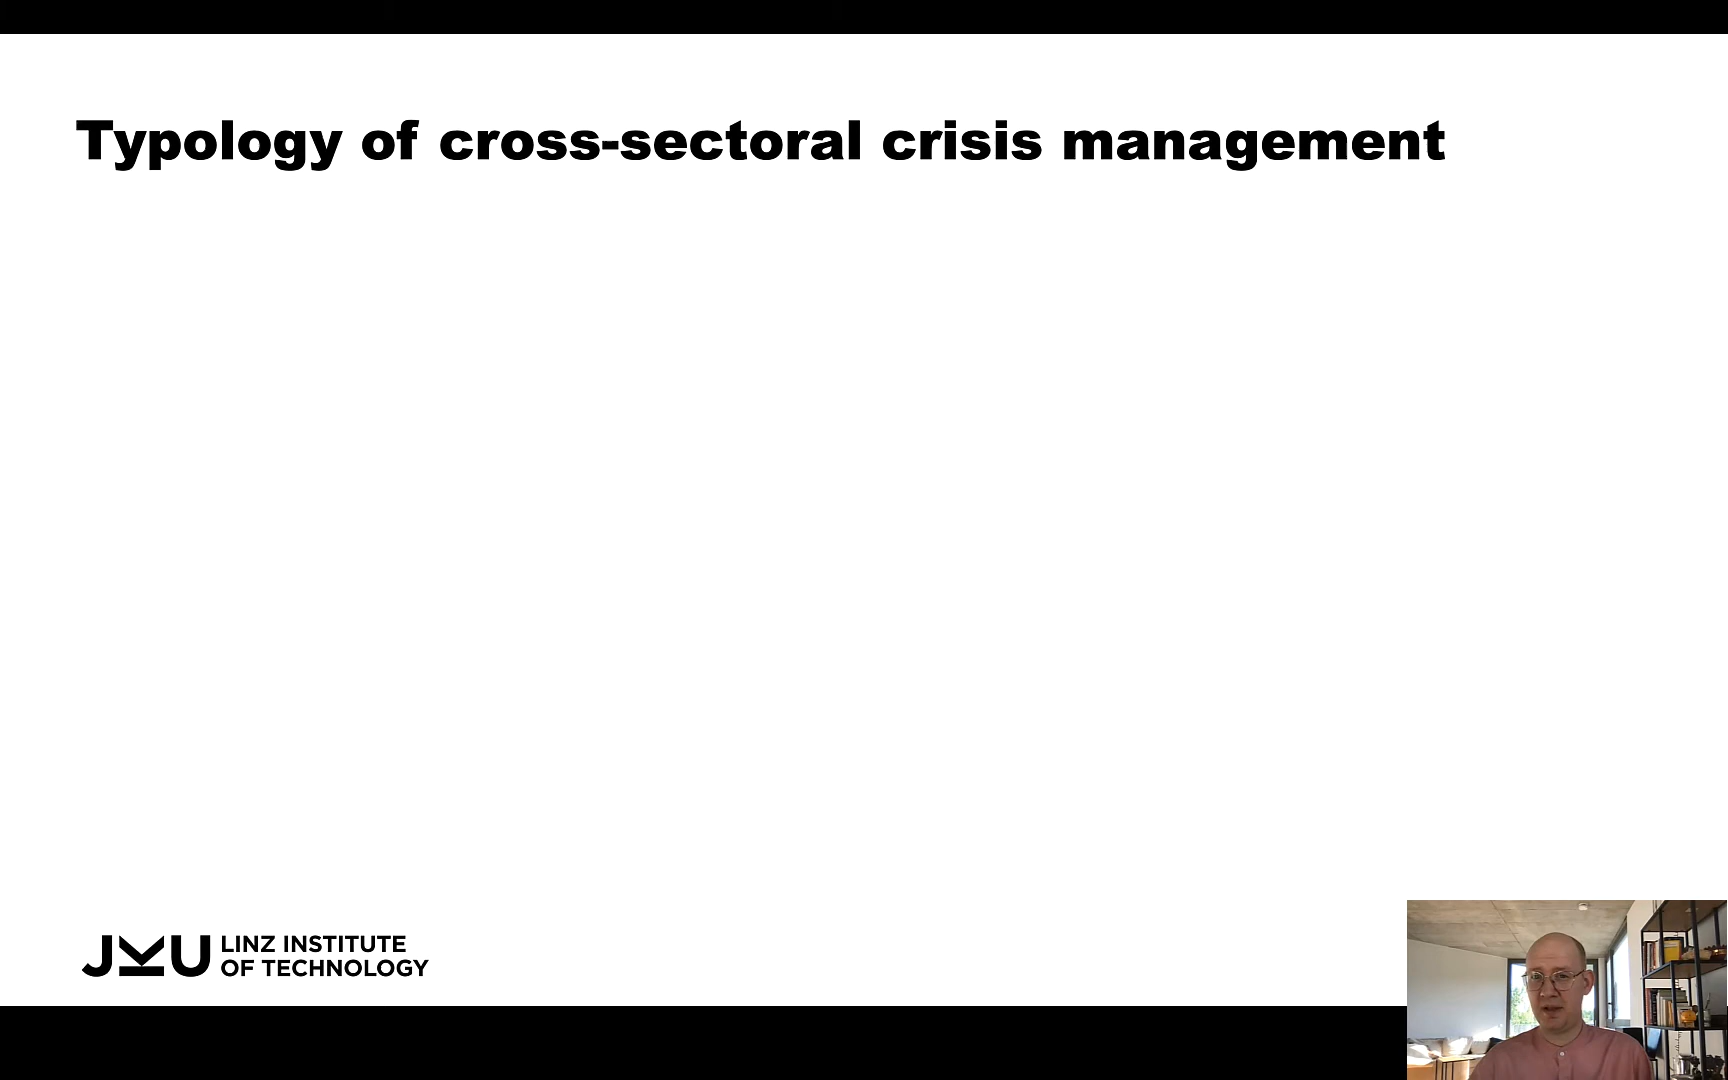 Typology of cross-sectoral crisis management
JKU LINZ INSTITUTE
OF TECHNOLOGY